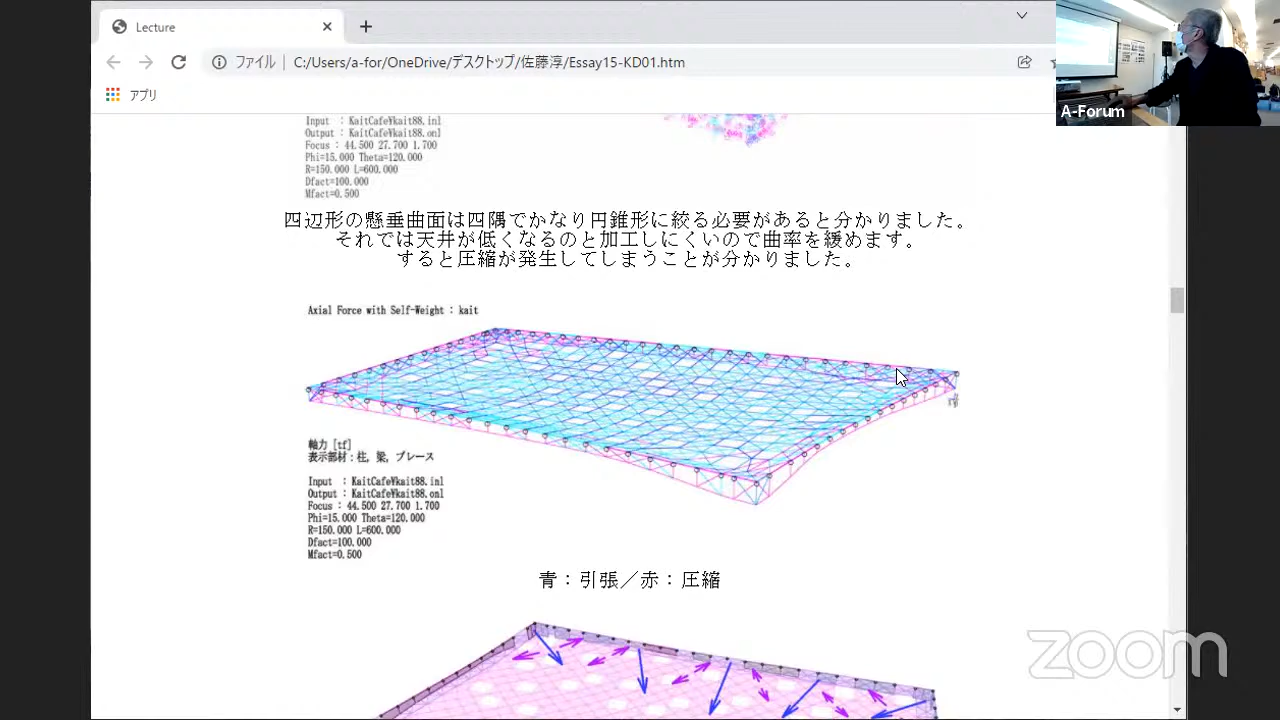 Lecture
ファイル C:/Users/a-for/OneDrive/デスクトップ/佐藤淳/Essay15-KD01.htm
アプリ
A-Forum
Input : KaitCafe¥kait88.inl
Output : KaitCafe¥kait88.onl
Focus : 44.500 27.700 1.700
Phi=15.000 Theta=120.000
R=150.000 L=600.000
Dfact=100.000
Mfact=0.500
四辺形の懸垂曲面は四隅でかなり円錐形に絞る必要があると分かりました。
それでは天井が低くなるのと加工しにくいので曲率を緩めます。
すると圧縮が発生してしまうことが分かりました。
Axial Force with Self-Weight : kait
軸力 [tf]
表示部材：柱, 梁, ブレース
Input : KaitCafe¥kait88.inl
Output : KaitCafe¥kait88.onl
Focus : 44.500 27.700 1.700
Phi=15.000 Theta=120.000
R=150.000 L=600.000
Dfact=100.000
Mfact=0.500
青：引張／赤：圧縮
zoom